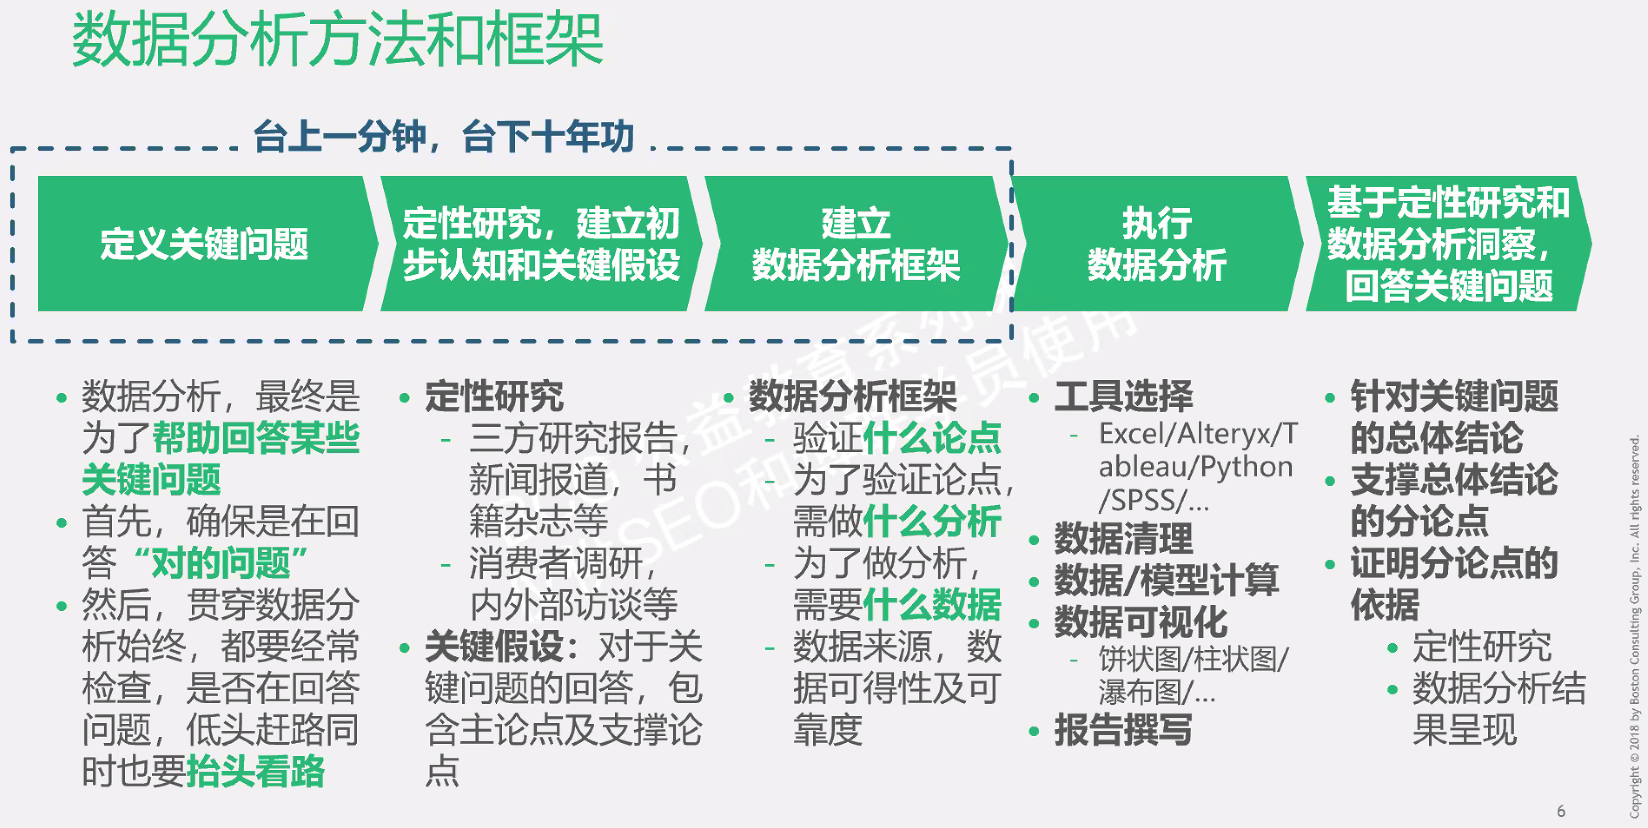 数据分析方法和框架
台上一分钟，台下十年功
定义关键问题
定性研究，建立初
步认知和关键假设
建立
数据分析框架
执行
数据分析
基于定性研究和
数据分析洞察，
回答关键问题
• 数据分析，最终是
为了帮助回答某些
关键问题
• 首先，确保是在回
答“对的问题”
• 然后，贯穿数据分
析始终，都要经常
检查，是否在回答
问题，低头赶路同
时也要抬头看路
• 定性研究
- 三方研究报告，
新闻报道，书
籍杂志等
- 消费者调研，
内外部访谈等
• 关键假设：对于关
键问题的回答，包
含主论点及支撑论
点
• 数据分析框架
- 验证什么论点
- 为了验证论点，
需做什么分析
- 为了做分析，
需要什么数据
- 数据来源，数
据可得性及可
靠度
• 工具选择
- Excel/Alteryx/T
ableau/Python
/SPSS/...
• 数据清理
• 数据/模型计算
• 数据可视化
- 饼状图/柱状图/
瀑布图/...
• 报告撰写
• 针对关键问题
的总体结论
• 支撑总体结论
的分论点
• 证明分论点的
依据
• 定性研究
• 数据分析结
果呈现
6
Copyright © 2018 by Boston Consulting Group, Inc. All rights reserved.